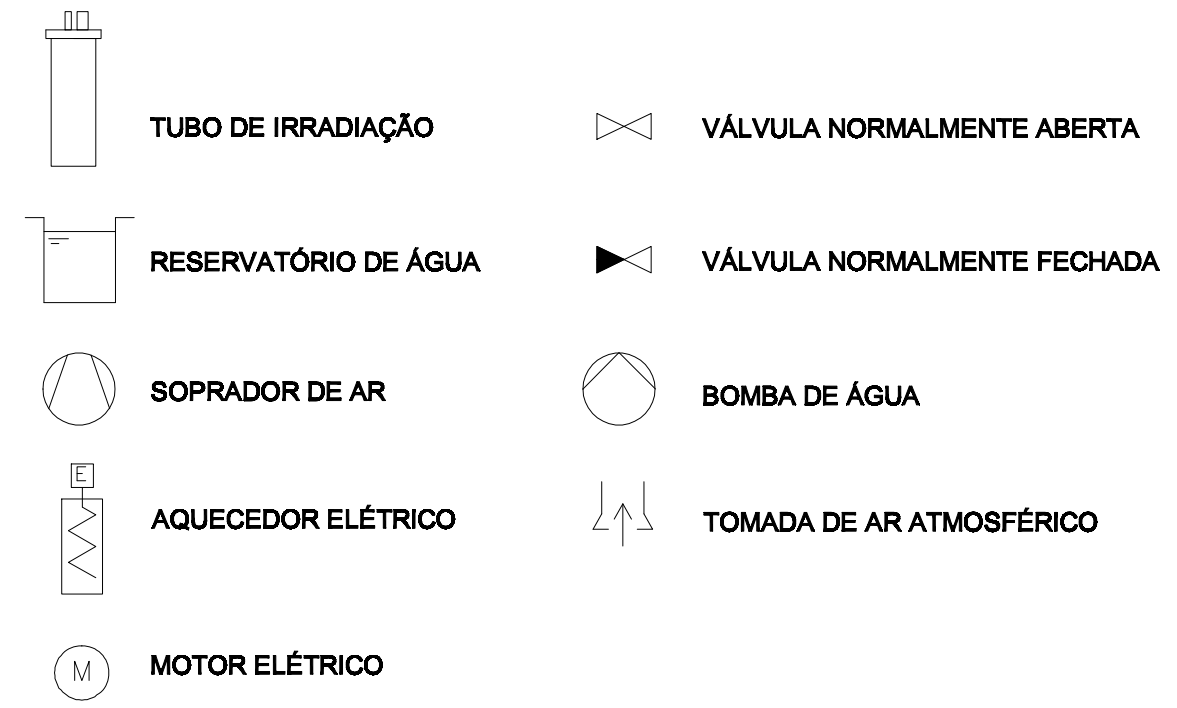 TUBO DE IRRADIAÇÃO
VÁLVULA NORMALMENTE ABERTA
RESERVATÓRIO DE ÁGUA
VÁLVULA NORMALMENTE FECHADA
SOPRADOR DE AR
BOMBA DE ÁGUA
E
AQUECEDOR ELÉTRICO
TOMADA DE AR ATMOSFÉRICO
M
MOTOR ELÉTRICO